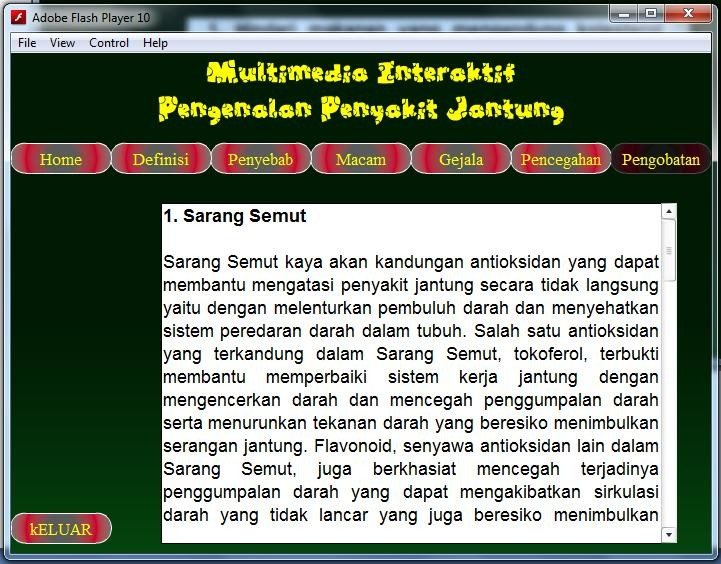 Adobe Flash Player 10
File View Control Help
Multimedia Interaktif
Pengenalan Penyakit Jantung
Home Definisi Penyebab Macam Gejala Pencegahan Pengobatan
1. Sarang Semut
Sarang Semut kaya akan kandungan antioksidan yang dapat
membantu mengatasi penyakit jantung secara tidak langsung
yaitu dengan melenturkan pembuluh darah dan menyehatkan
sistem peredaran darah dalam tubuh. Salah satu antioksidan
yang terkandung dalam Sarang Semut, tokoferol, terbukti
membantu memperbaiki sistem kerja jantung dengan
mengencerkan darah dan mencegah penggumpalan darah
serta menurunkan tekanan darah yang beresiko menimbulkan
serangan jantung. Flavonoid, senyawa antioksidan lain dalam
Sarang Semut, juga berkhasiat mencegah terjadinya
penggumpalan darah yang dapat mengakibatkan sirkulasi
darah yang tidak lancar yang juga beresiko menimbulkan
kELUAR